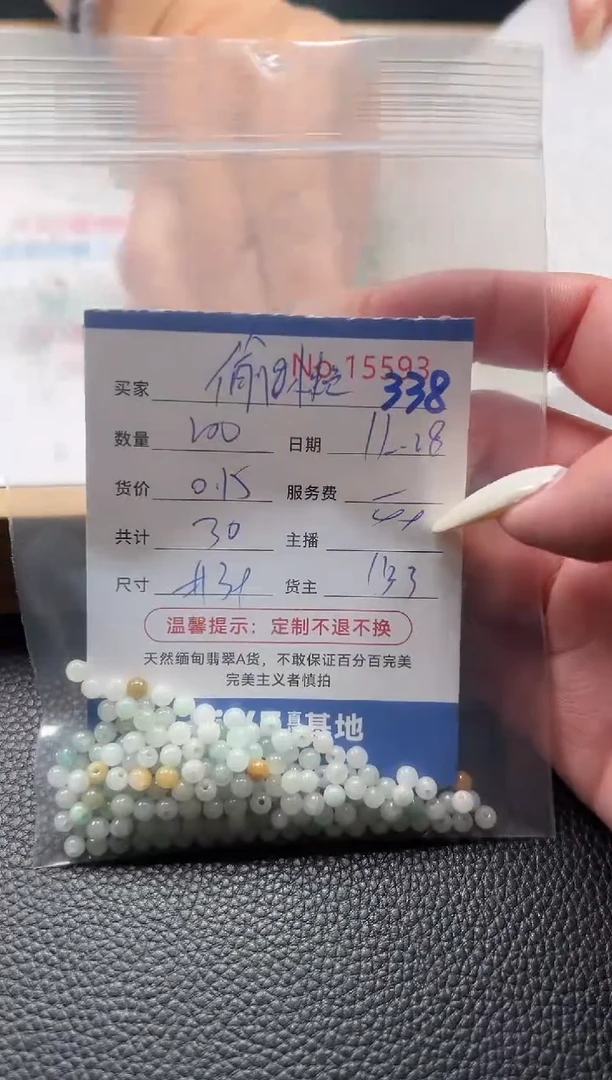 No.15593
买家 338
数量 200 日期 11-28
货价 0.15 服务费
共计 30 主播
尺寸 货主 133
温馨提示：定制不退不换
天然缅甸翡翠A货，不敢保证百分百完美
完美主义者慎拍
基地